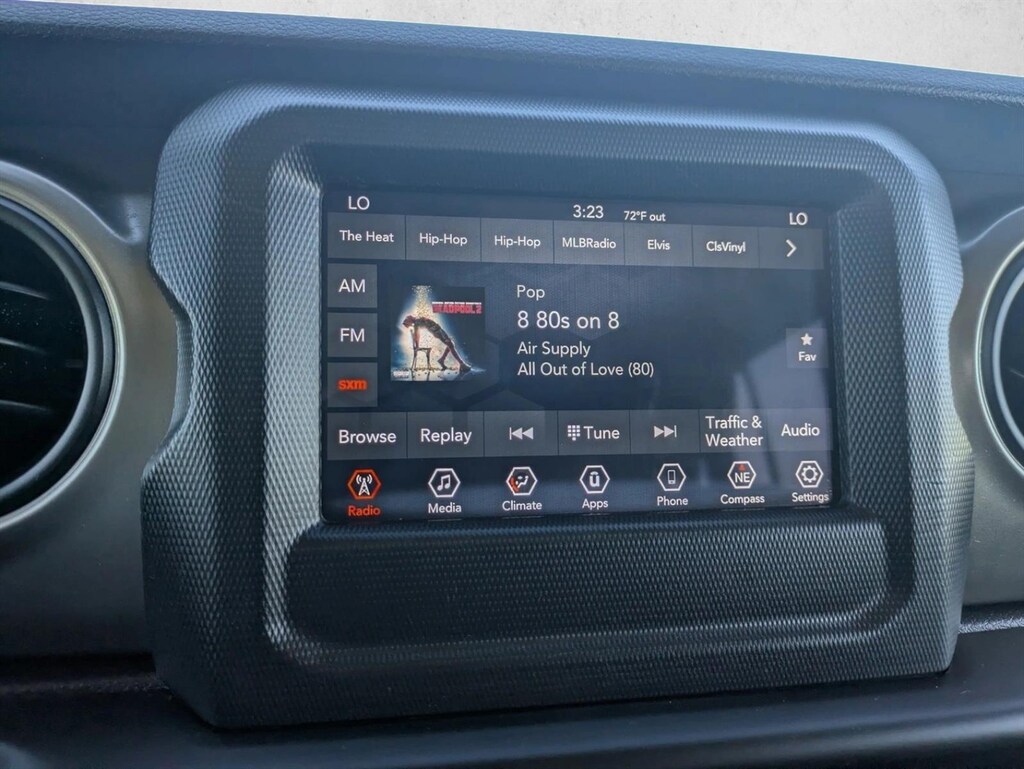 LO 3:23 72°F out LO
The Heat Hip-Hop Hip-Hop MLBRadio Elvis ClsVinyl
AM
FM
sxm
DEADPOOL 2
Pop
8 80s on 8
Air Supply
All Out of Love (80)
Fav
Browse Replay Tune Traffic & Weather Audio
NE
Radio Media Climate Apps Phone Compass Settings